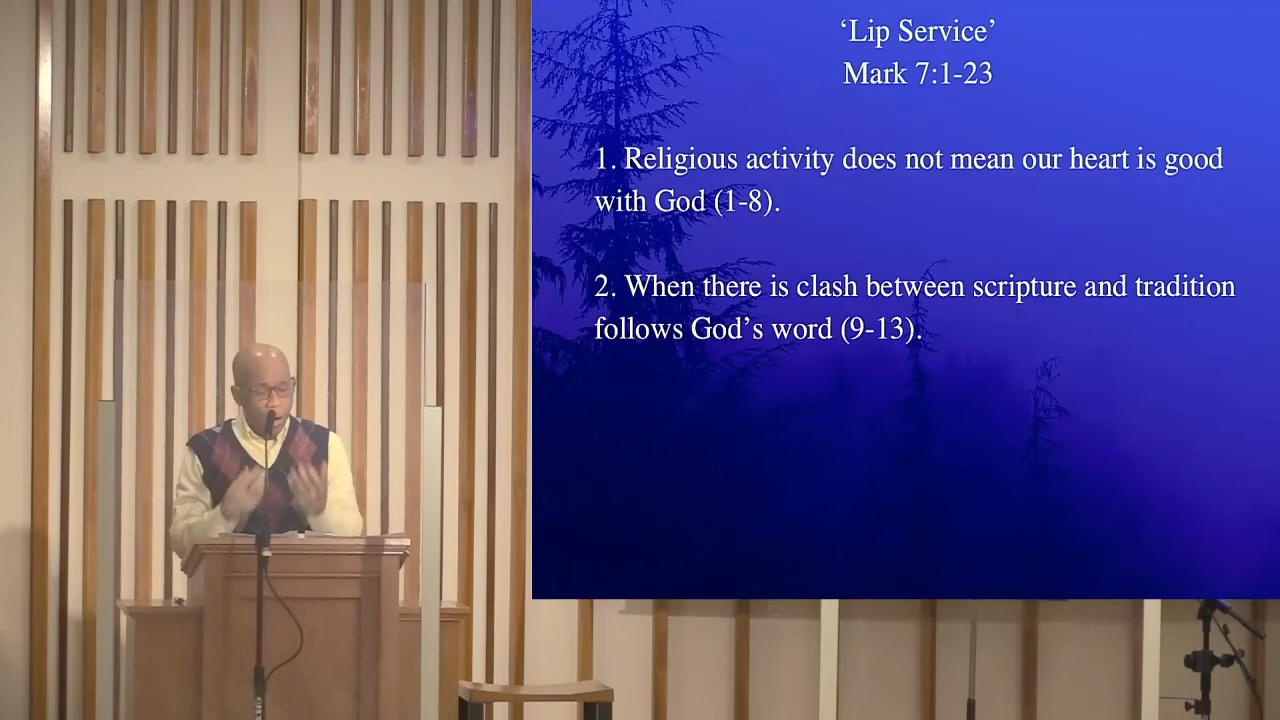 ‘Lip Service’
Mark 7:1-23
1. Religious activity does not mean our heart is good
with God (1-8).
2. When there is clash between scripture and tradition
follows God’s word (9-13).